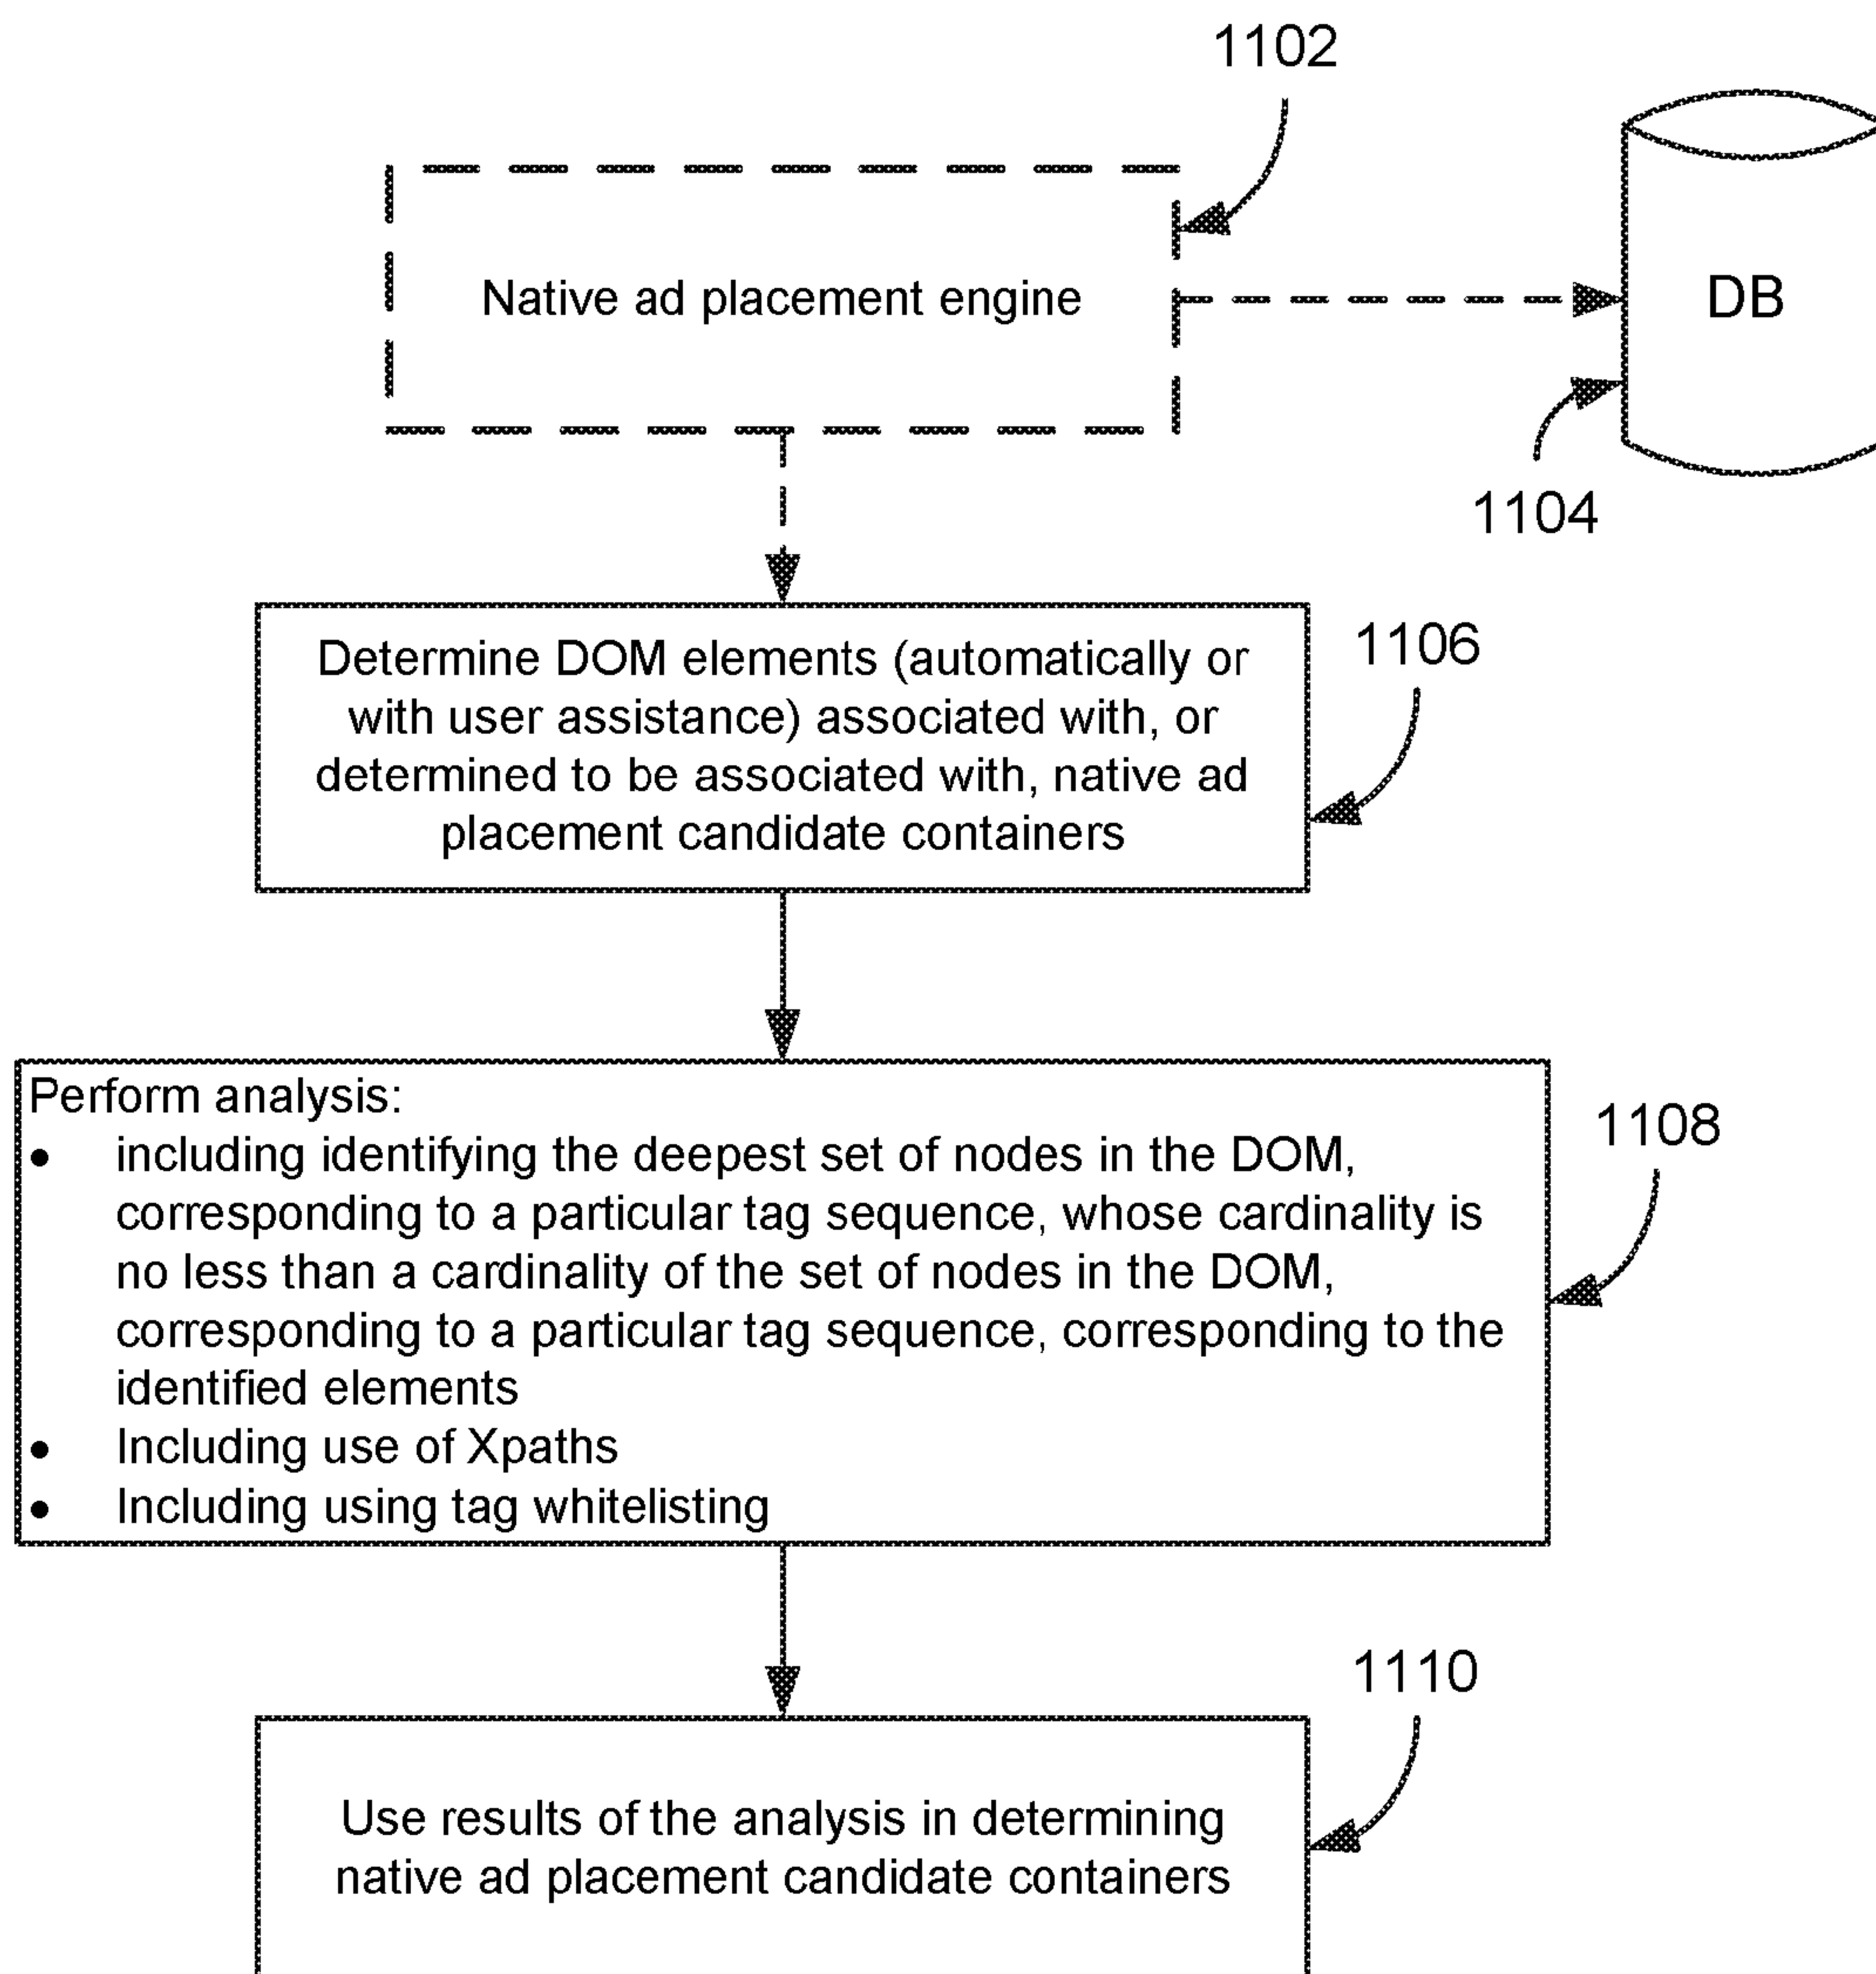 1102
Native ad placement engine
DB
1104
Determine DOM elements (automatically or
with user assistance) associated with, or
determined to be associated with, native ad
placement candidate containers
1106
Perform analysis:
• including identifying the deepest set of nodes in the DOM,
corresponding to a particular tag sequence, whose cardinality is
no less than a cardinality of the set of nodes in the DOM,
corresponding to a particular tag sequence, corresponding to the
identified elements
• Including use of Xpaths
• Including using tag whitelisting
1108
1110
Use results of the analysis in determining
native ad placement candidate containers